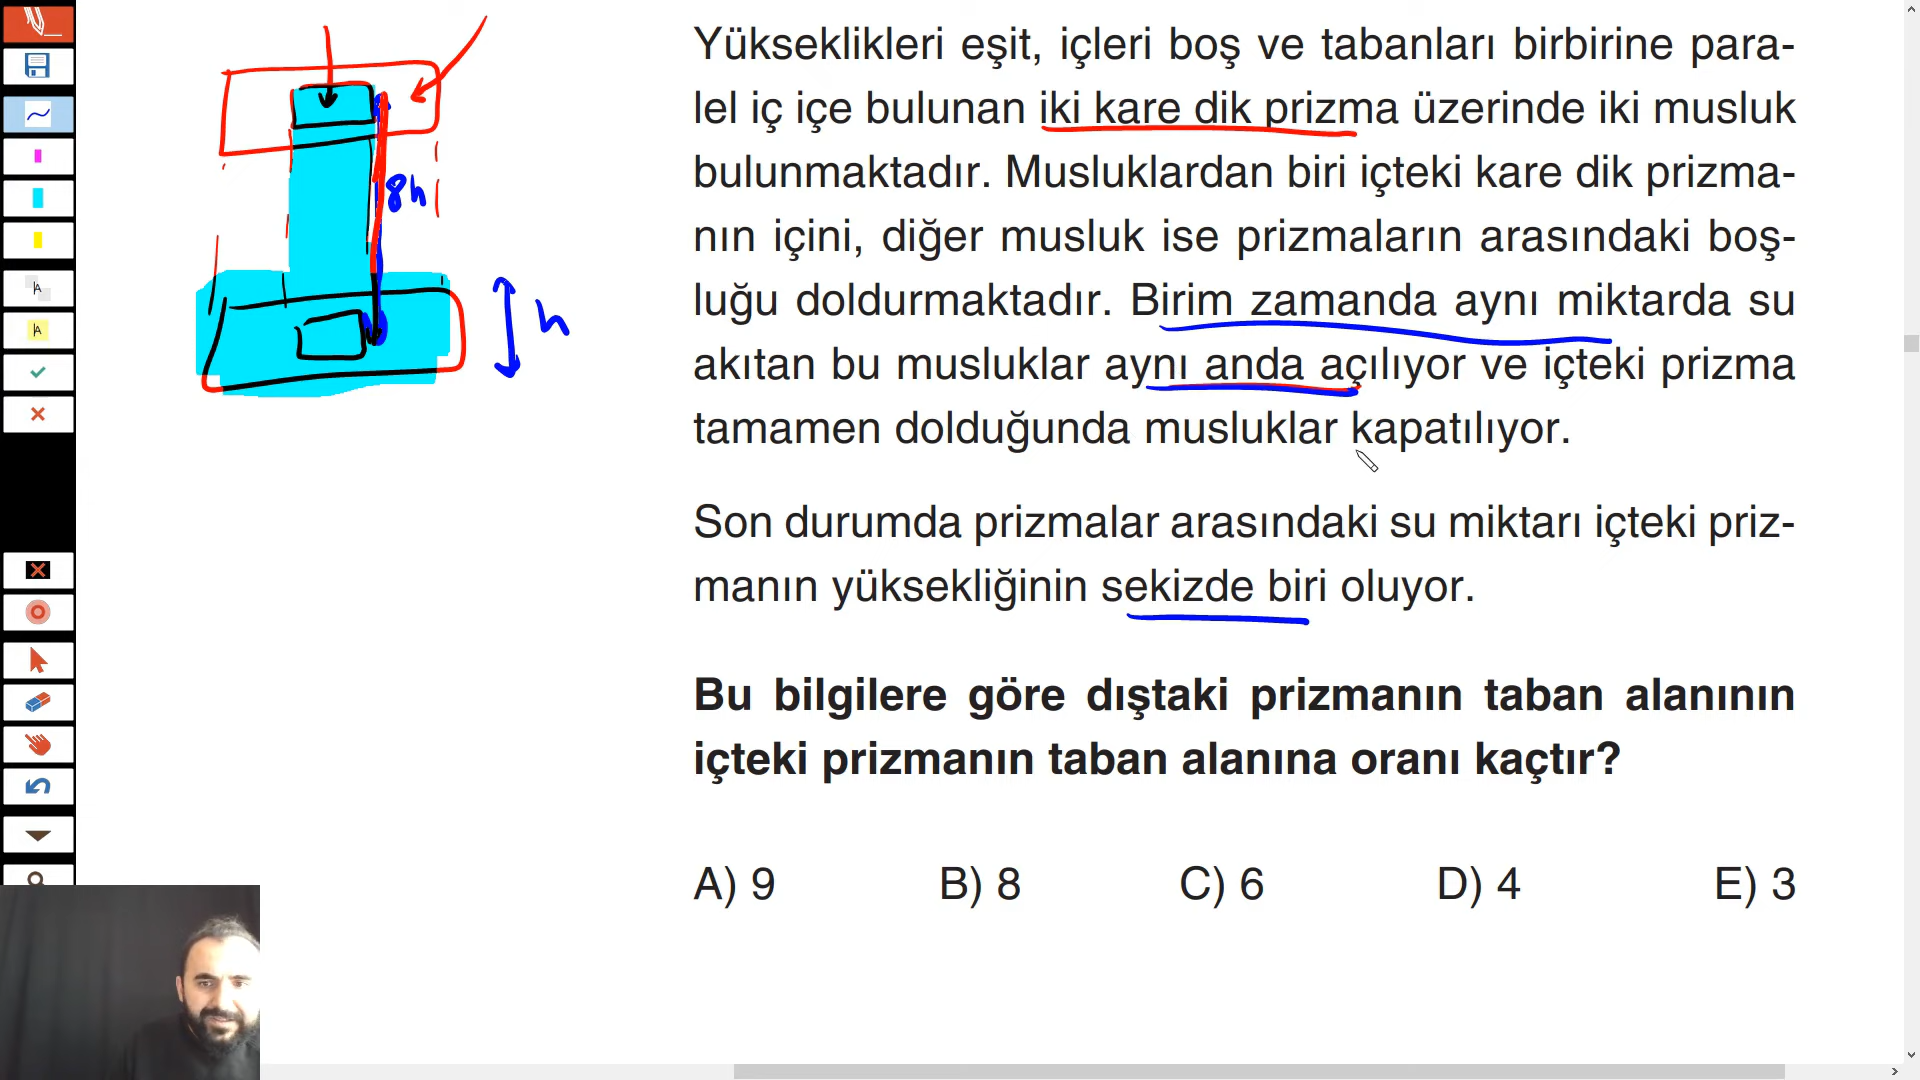 Yükseklikleri eşit, içleri boş ve tabanları birbirine para-
lel iç içe bulunan iki kare dik prizma üzerinde iki musluk
bulunmaktadır. Musluklardan biri içteki kare dik prizma-
nın içini, diğer musluk ise prizmaların arasındaki boş-
luğu doldurmaktadır. Birim zamanda aynı miktarda su
akıtan bu musluklar aynı anda açılıyor ve içteki prizma
tamamen dolduğunda musluklar kapatılıyor.
Son durumda prizmalar arasındaki su miktarı içteki priz-
manın yüksekliğinin sekizde biri oluyor.
Bu bilgilere göre dıştaki prizmanın taban alanının
içteki prizmanın taban alanına oranı kaçtır?
A) 9 B) 8 C) 6 D) 4 E) 3
8h
h
A
A